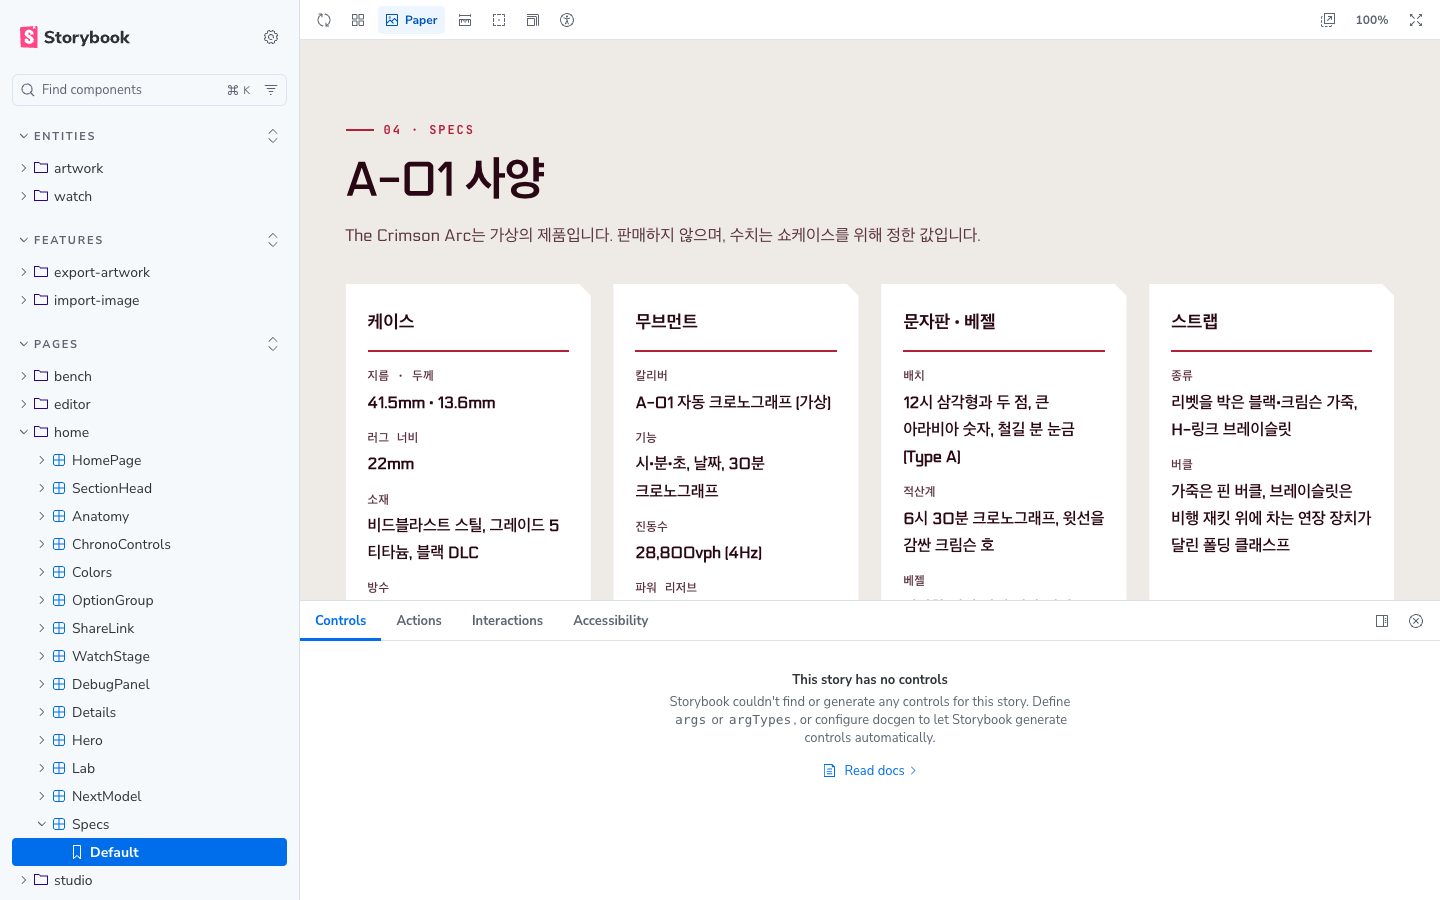 Storybook
Find components
⌘ K
ENTITIES
artwork
watch
FEATURES
export-artwork
import-image
PAGES
bench
editor
home
HomePage
SectionHead
Anatomy
ChronoControls
Colors
OptionGroup
ShareLink
WatchStage
DebugPanel
Details
Hero
Lab
NextModel
Specs
Default
studio
Paper
100%
04 · SPECS
A-01 사양
The Crimson Arc는 가상의 제품입니다. 판매하지 않으며, 수치는 쇼케이스를 위해 정한 값입니다.
케이스
지름 · 두께
41.5mm • 13.6mm
러그 너비
22mm
소재
비드블라스트 스틸, 그레이드 5
티타늄, 블랙 DLC
방수
무브먼트
칼리버
A-01 자동 크로노그래프 (가상)
기능
시•분•초, 날짜, 30분
크로노그래프
진동수
28,800vph (4Hz)
파워 리저브
문자판 • 베젤
배치
12시 삼각형과 두 점, 큰
아라비아 숫자, 철길 분 눈금
(Type A)
적산계
6시 30분 크로노그래프, 윗선을
감싼 크림슨 호
베젤
스트랩
종류
리벳을 박은 블랙•크림슨 가죽,
H-링크 브레이슬릿
버클
가죽은 핀 버클, 브레이슬릿은
비행 재킷 위에 차는 연장 장치가
달린 폴딩 클래스프
Controls
Actions
Interactions
Accessibility
This story has no controls
Storybook couldn't find or generate any controls for this story. Define
args or argTypes, or configure docgen to let Storybook generate
controls automatically.
Read docs